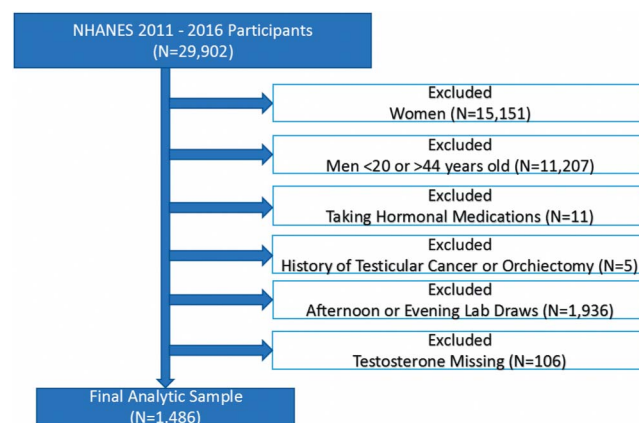 NHANES 2011 - 2016 Participants
(N=29,902)
Excluded
Women (N=15,151)
Excluded
Men <20 or >44 years old (N=11,207)
Excluded
Taking Hormonal Medications (N=11)
Excluded
History of Testicular Cancer or Orchiectomy (N=5)
Excluded
Afternoon or Evening Lab Draws (N=1,936)
Excluded
Testosterone Missing (N=106)
Final Analytic Sample
(N=1,486)